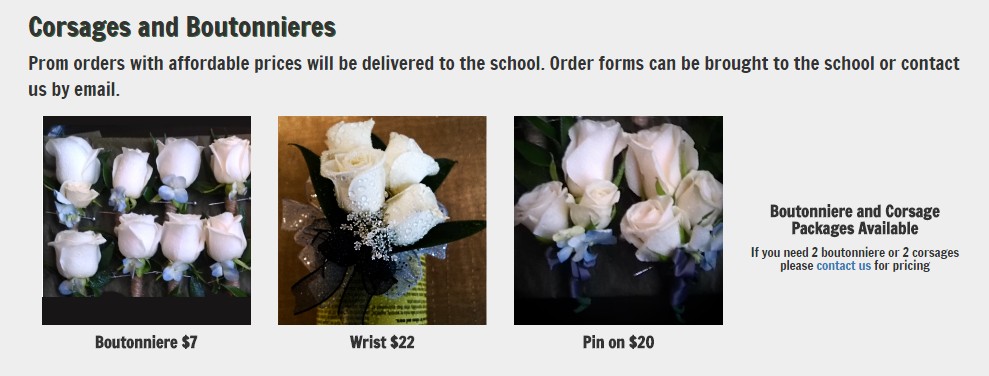 Corsages and Boutonnieres
Prom orders with affordable prices will be delivered to the school. Order forms can be brought to the school or contact
us by email.
Boutonniere and Corsage
Packages Available
If you need 2 boutonniere or 2 corsages
please contact us for pricing
Boutonniere $7
Wrist $22
Pin on $20